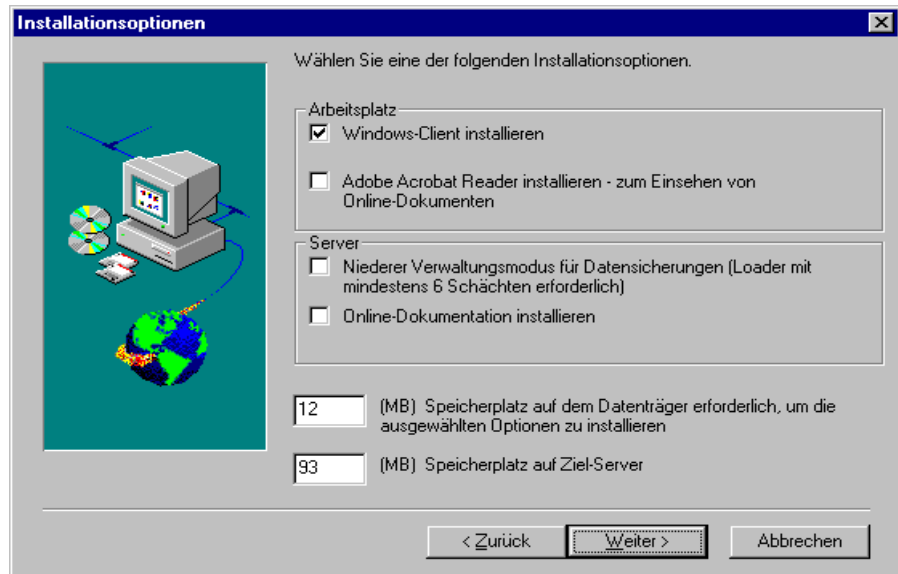 Installationsoptionen
Wählen Sie eine der folgenden Installationsoptionen.
Arbeitsplatz
Windows-Client installieren
Adobe Acrobat Reader installieren - zum Einsehen von
Online-Dokumenten
Server
Niederer Verwaltungsmodus für Datensicherungen (Loader mit
mindestens 6 Schächten erforderlich)
Online-Dokumentation installieren
12 (MB) Speicherplatz auf dem Datenträger erforderlich, um die
ausgewählten Optionen zu installieren
93 (MB) Speicherplatz auf Ziel-Server
< Zurück Weiter > Abbrechen